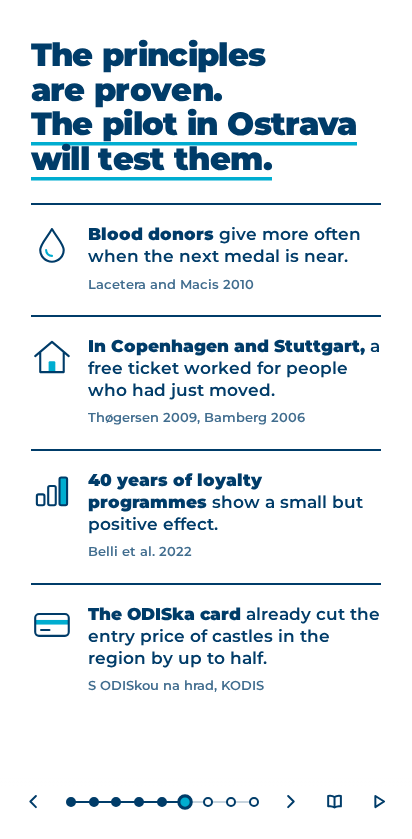 The principles
are proven.
The pilot in Ostrava
will test them.
Blood donors give more often
when the next medal is near.
Lacetera and Macis 2010
In Copenhagen and Stuttgart, a
free ticket worked for people
who had just moved.
Thøgersen 2009, Bamberg 2006
40 years of loyalty
programmes show a small but
positive effect.
Belli et al. 2022
The ODISka card already cut the
entry price of castles in the
region by up to half.
S ODISkou na hrad, KODIS